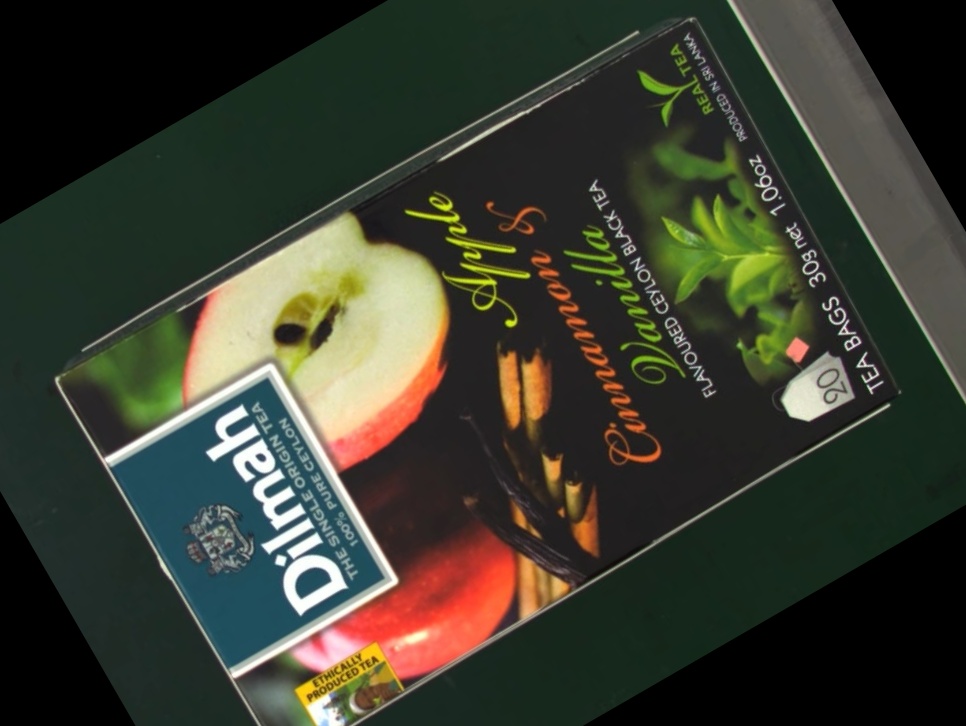 Dilmah
THE SINGLE ORIGIN TEA
100% PURE CEYLON
ETHICALLY
PRODUCED TEA
Apple
Cinnamon &
Vanilla
FLAVOURED CEYLON BLACK TEA
REAL TEA
PRODUCED IN SRI LANKA
20
TEA BAGS 30g net 1.06oz